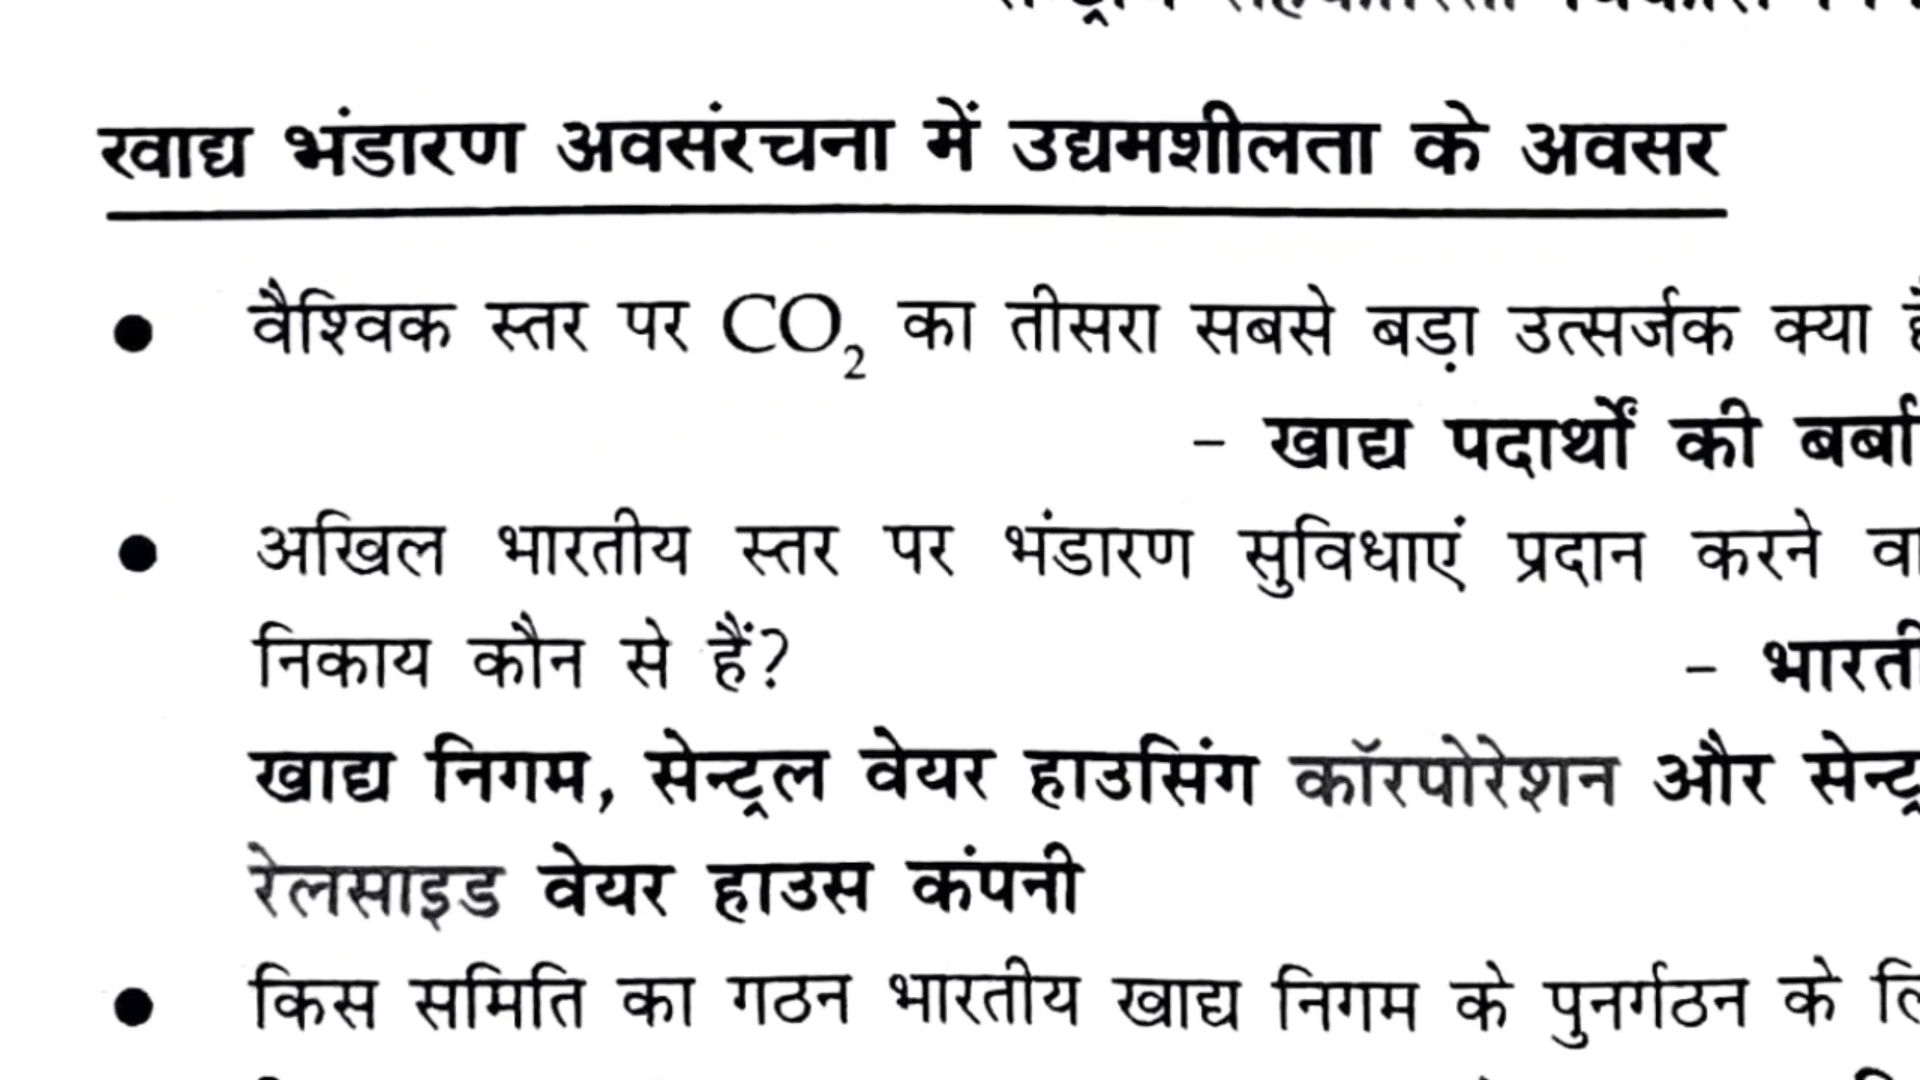 खाद्य भंडारण अवसंरचना में उद्यमशीलता के अवसर
● वैश्विक स्तर पर CO₂ का तीसरा सबसे बड़ा उत्सर्जक क्या
– खाद्य पदार्थों की
● अखिल भारतीय स्तर पर भंडारण सुविधाएं प्रदान करने
निकाय कौन से हैं? –
खाद्य निगम, सेन्ट्रल वेयर हाउसिंग कॉरपोरेशन और
रेलसाइड वेयर हाउस कंपनी
● किस समिति का गठन भारतीय खाद्य निगम के पुनर्गठन के